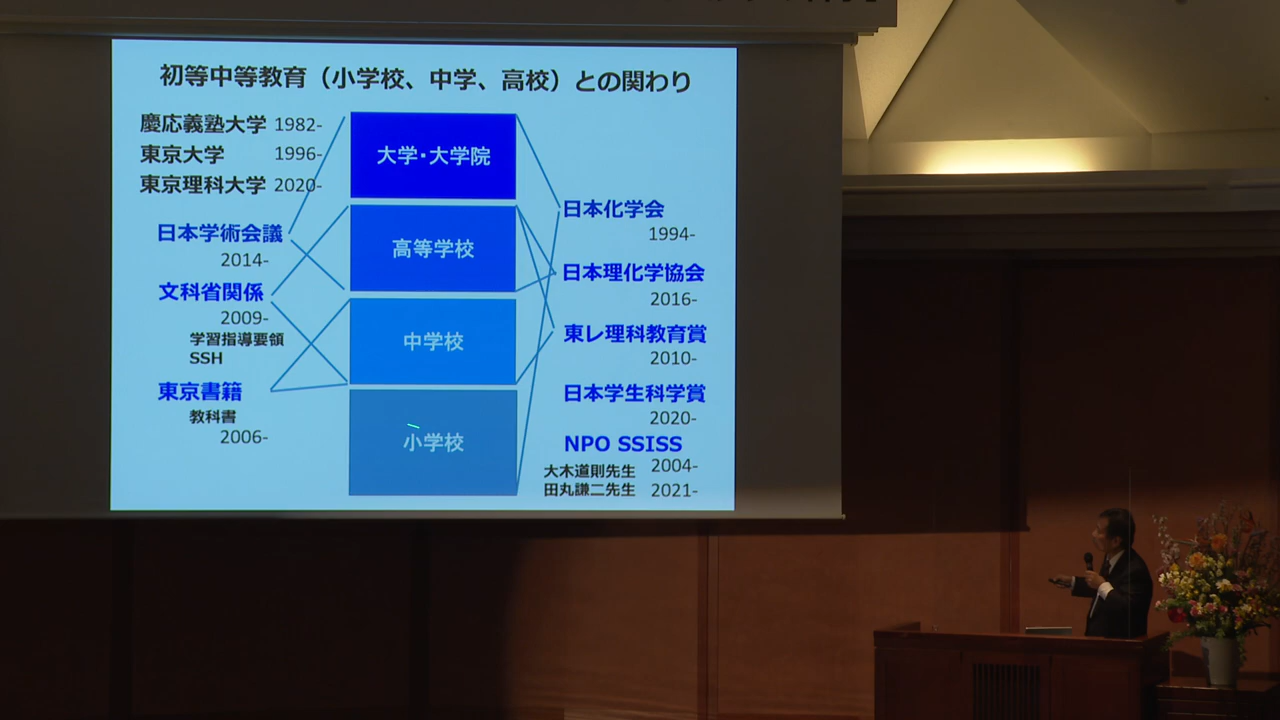 初等中等教育（小学校、中学、高校）との関わり
慶応義塾大学 1982-
東京大学 1996-
東京理科大学 2020-
日本学術会議
2014-
文科省関係
2009-
学習指導要領
SSH
東京書籍
教科書
2006-
大学・大学院
高等学校
中学校
小学校
日本化学会
1994-
日本理化学協会
2016-
東レ理科教育賞
2010-
日本学生科学賞
2020-
NPO SSISS
大木道則先生 2004-
田丸謙二先生 2021-